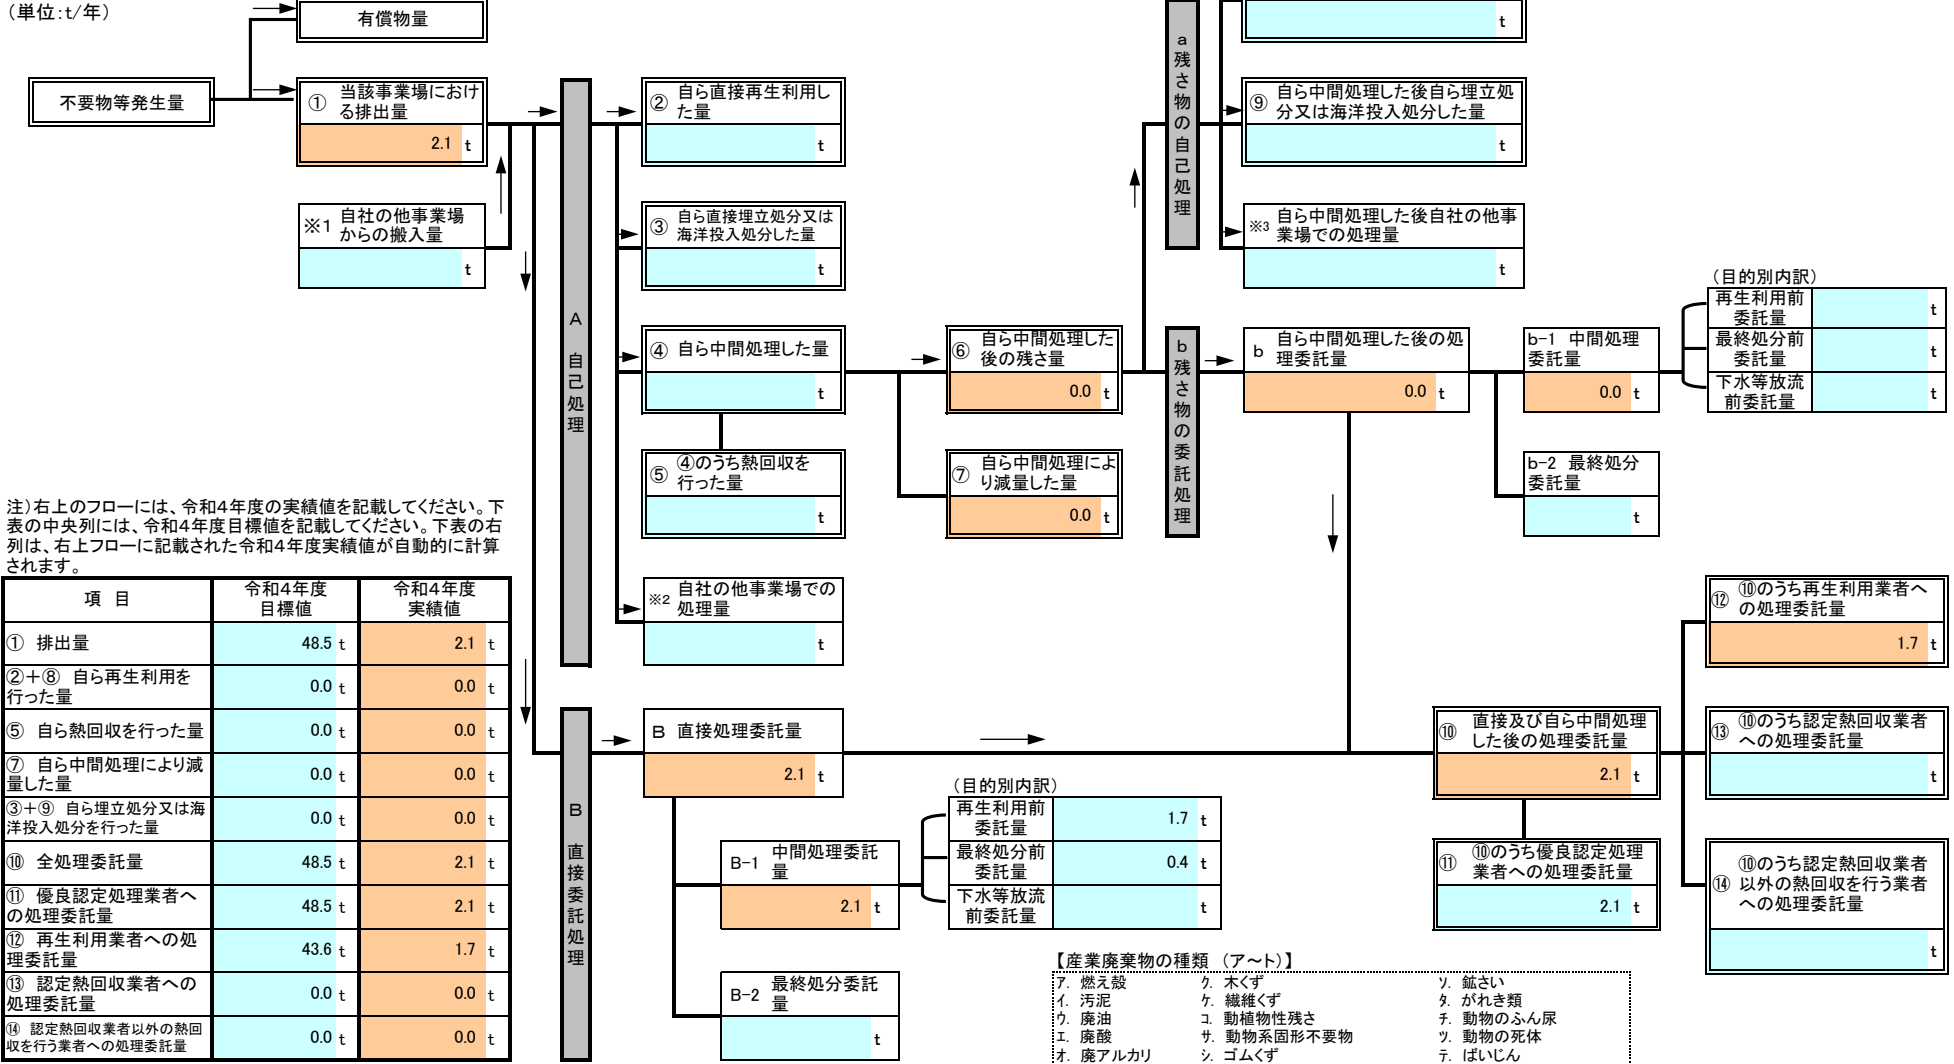 (単位:t/年)
有償物量
t
不要物等発生量
① 当該事業場におけ
る排出量
2.1 t
※1 自社の他事業場
からの搬入量
t
A 自己処理
② 自ら直接再生利用し
た量
t
③ 自ら直接埋立処分又は
海洋投入処分した量
t
④ 自ら中間処理した量
t
⑤ ④のうち熱回収を
行った量
t
※2 自社の他事業場での
処理量
t
⑥ 自ら中間処理した
後の残さ量
0.0 t
⑦ 自ら中間処理によ
り減量した量
0.0 t
a残さ物の自己処理
⑨ 自ら中間処理した後自ら埋立処
分又は海洋投入処分した量
t
※3 自ら中間処理した後自社の他事
業場での処理量
t
b残さ物の委託処理
b 自ら中間処理した後の処
理委託量
0.0 t
b-1 中間処理
委託量
0.0 t
b-2 最終処分
委託量
t
(目的別内訳)
再生利用前
委託量
t
最終処分前
委託量
t
下水等放流
前委託量
t
注)右上のフローには、令和4年度の実績値を記載してください。下
表の中央列には、令和4年度目標値を記載してください。下表の右
列は、右上フローに記載された令和4年度実績値が自動的に計算
されます。
項 目 令和4年度
目標値 令和4年度
実績値
① 排出量 48.5 t 2.1 t
②+⑧ 自ら再生利用を
行った量 0.0 t 0.0 t
⑤ 自ら熱回収を行った量 0.0 t 0.0 t
⑦ 自ら中間処理により減
量した量 0.0 t 0.0 t
③+⑨ 自ら埋立処分又は海
洋投入処分を行った量 0.0 t 0.0 t
⑩ 全処理委託量 48.5 t 2.1 t
⑪ 優良認定処理業者へ
の処理委託量 48.5 t 2.1 t
⑫ 再生利用業者への処
理委託量 43.6 t 1.7 t
⑬ 認定熱回収業者への
処理委託量 0.0 t 0.0 t
⑭ 認定熱回収業者以外の熱回
収を行う業者への処理委託量 0.0 t 0.0 t
B 直接委託処理
B 直接処理委託量
2.1 t
B-1 中間処理委託
量
2.1 t
B-2 最終処分委託
量
t
(目的別内訳)
再生利用前
委託量
1.7 t
最終処分前
委託量
0.4 t
下水等放流
前委託量
t
⑩ 直接及び自ら中間処理
した後の処理委託量
2.1 t
⑪ ⑩のうち優良認定処理
業者への処理委託量
2.1 t
⑫ ⑩のうち再生利用業者へ
の処理委託量
1.7 t
⑬ ⑩のうち認定熱回収業者
への処理委託量
t
⑭ ⑩のうち認定熱回収業者
以外の熱回収を行う業者
への処理委託量
t
【産業廃棄物の種類 (ア~ト)】
ア. 燃え殻 ク. 木くず ソ. 鉱さい
イ. 汚泥 ケ. 繊維くず タ. がれき類
ウ. 廃油 コ. 動植物性残さ チ. 動物のふん尿
エ. 廃酸 サ. 動物系固形不要物 ツ. 動物の死体
オ. 廃アルカリ シ. ゴムくず テ. ばいじん